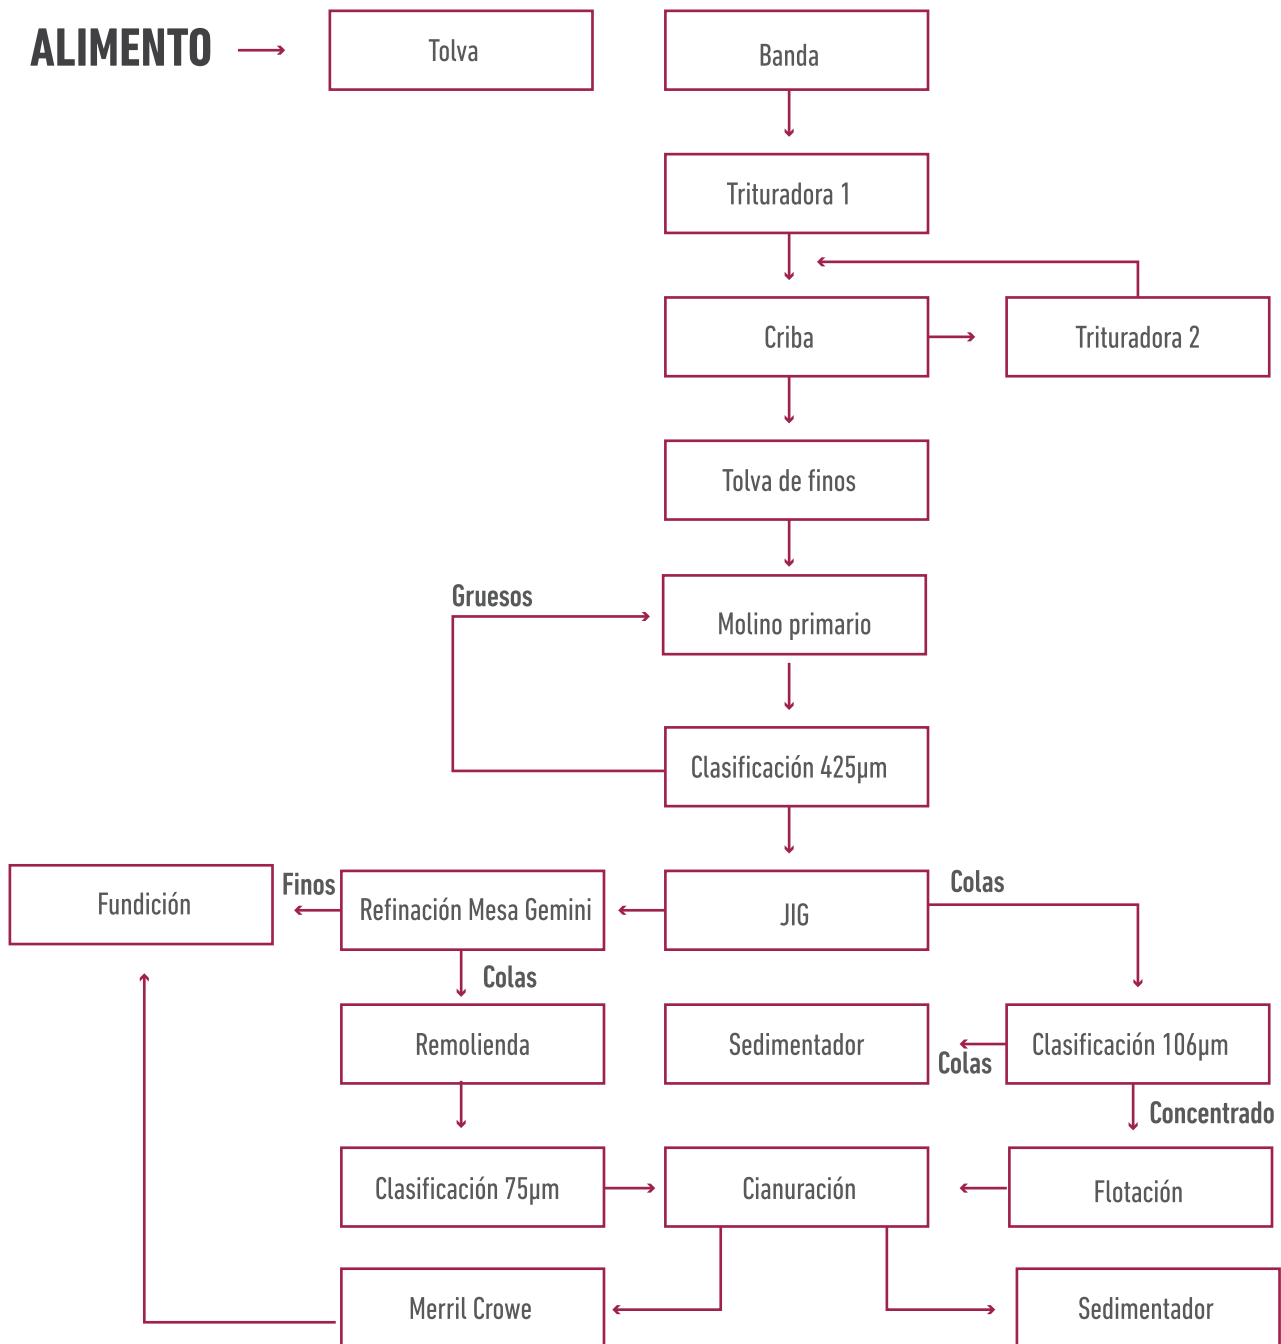 ALIMENTO
Tolva
Banda
Trituradora 1
Criba
Trituradora 2
Tolva de finos
Gruesos
Molino primario
Clasificación 425µm
Fundición
Finos
Refinación Mesa Gemini
JIG
Colas
Colas
Remolienda
Sedimentador
Colas
Clasificación 106µm
Concentrado
Clasificación 75µm
Cianuración
Flotación
Merril Crowe
Sedimentador